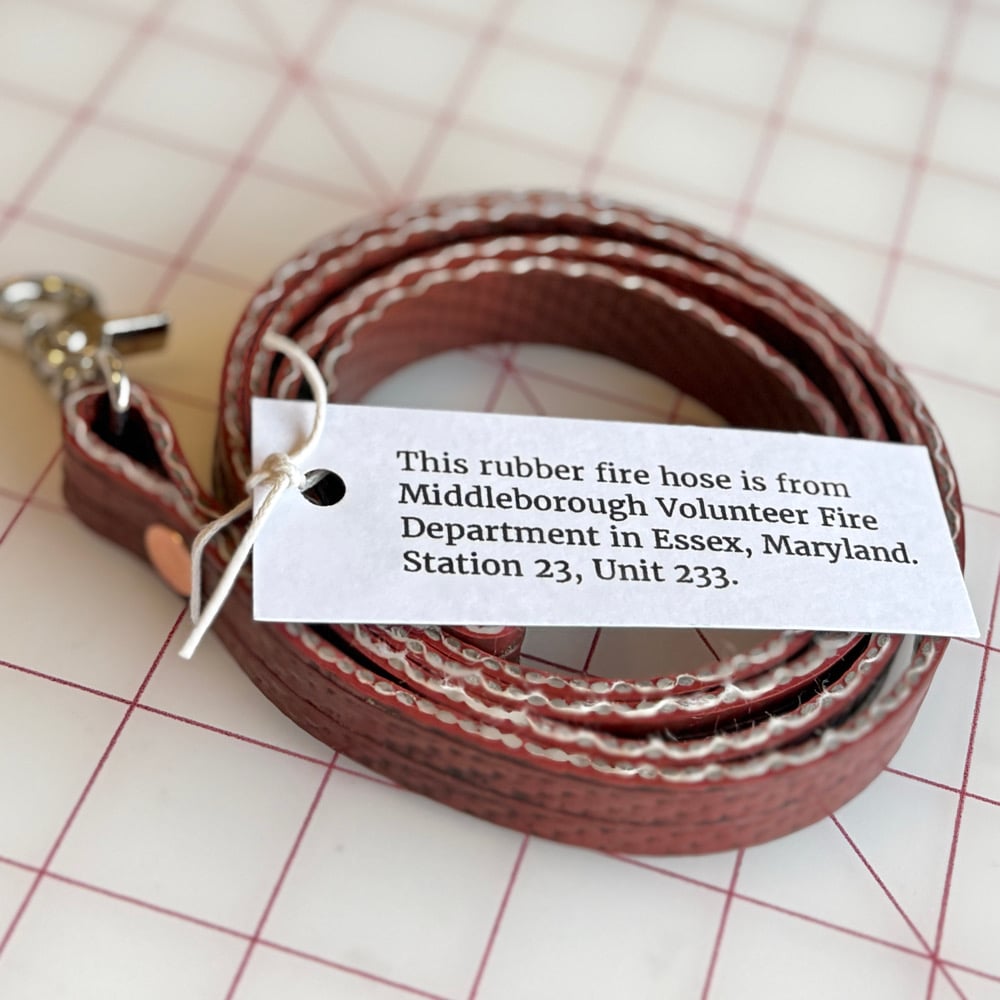 This rubber fire hose is from
Middleborough Volunteer Fire
Department in Essex, Maryland.
Station 23, Unit 233.